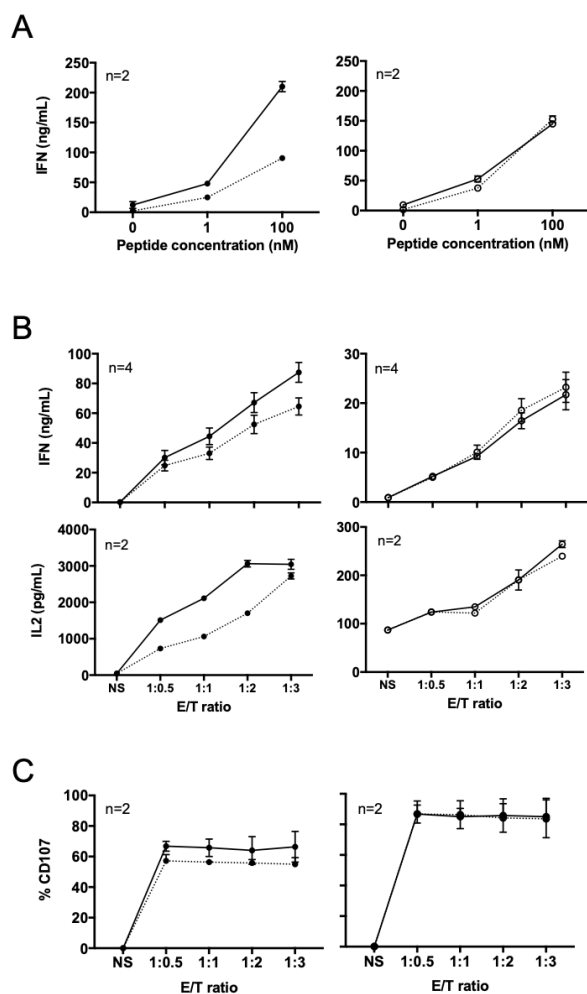 A
n=2
250
200
150
100
50
0
IFN (ng/mL)
0 1 100
Peptide concentration (nM)
n=2
250
200
150
100
50
0
0 1 100
Peptide concentration (nM)
B
n=4
100
80
60
40
20
0
IFN (ng/mL)
n=4
30
20
10
0
n=2
4000
3000
2000
1000
0
IL2 (pg/mL)
NS 1:0.5 1:1 1:2 1:3
E/T ratio
n=2
300
200
100
0
NS 1:0.5 1:1 1:2 1:3
E/T ratio
C
n=2
100
80
60
40
20
0
% CD107
NS 1:0.5 1:1 1:2 1:3
E/T ratio
n=2
NS 1:0.5 1:1 1:2 1:3
E/T ratio